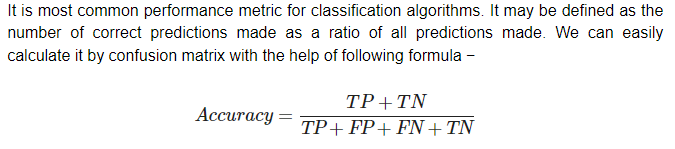 It is most common performance metric for classification algorithms. It may be defined as the
number of correct predictions made as a ratio of all predictions made. We can easily
calculate it by confusion matrix with the help of following formula −
TP + TN
Accuracy =
TP + FP + FN + TN